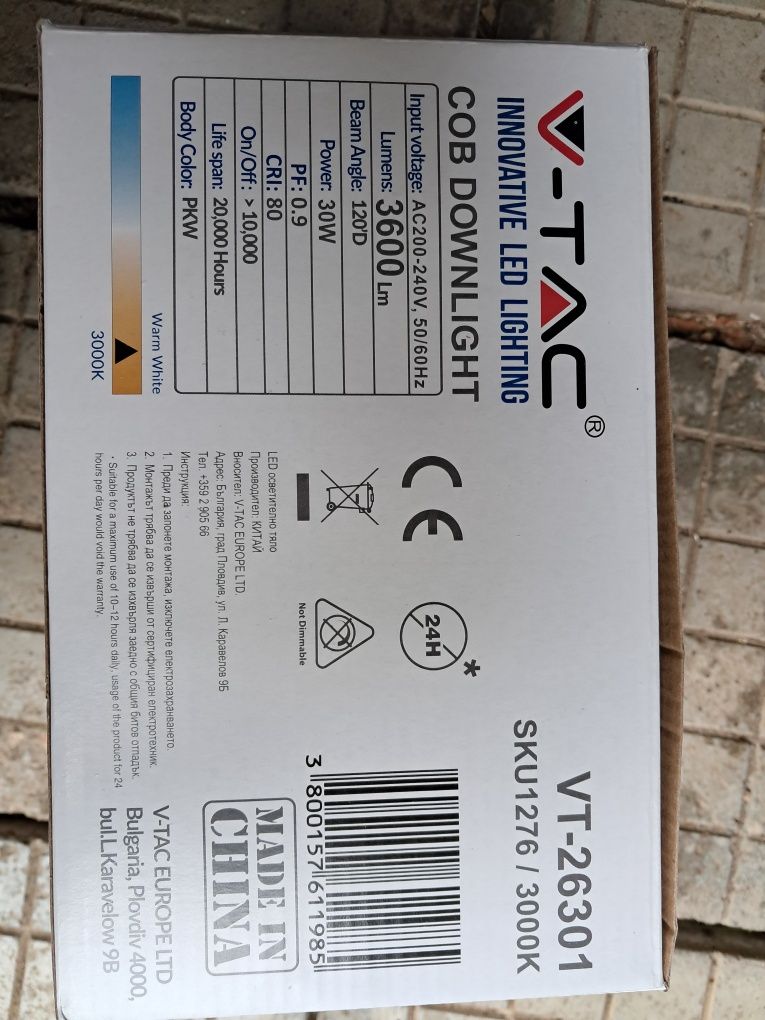 V-TAC®
INNOVATIVE LED LIGHTING
COB DOWNLIGHT
Input voltage: AC200-240V, 50/60Hz
Lumens: 3600 Lm
Beam Angle: 120'D
Power: 30W
PF: 0.9
CRI: 80
On/Off : > 10,000
Life span: 20,000 Hours
Body Color: PKW
Warm White
3000K
CE
24H
*
Not Dimmable
LED осветително тяло
Производител: КИТАЙ
Вносител: V-TAC EUROPE LTD.
Адрес: България, град Пловдив, ул. Л. Каравелов 9Б
Тел. +359 2 905 66
Инструкция:
1. Преди да започнете монтажа, изключете електрозахранването.
2. Монтажът трябва да се извърши от сертифициран електротехник.
3. Продуктът не трябва да се изхвърля заедно с общия битов отпадък.
• Suitable for a maximum use of 10–12 hours daily, usage of the product for 24
hours per day would void the warranty.
VT-26301
SKU1276 / 3000K
3 800157 611985
MADE IN
CHINA
V-TAC EUROPE LTD
Bulgaria, Plovdiv 4000,
bul.L.Karavelow 9B